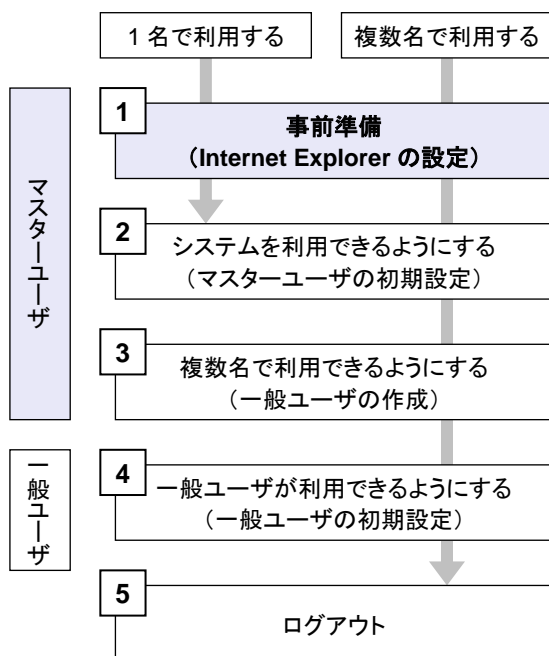 1 名で利用する
複数名で利用する
マスターユーザ
1
事前準備
(Internet Explorer の設定)
2
システムを利用できるようにする
(マスターユーザの初期設定)
3
複数名で利用できるようにする
(一般ユーザの作成)
一般ユーザ
4
一般ユーザが利用できるようにする
(一般ユーザの初期設定)
5
ログアウト